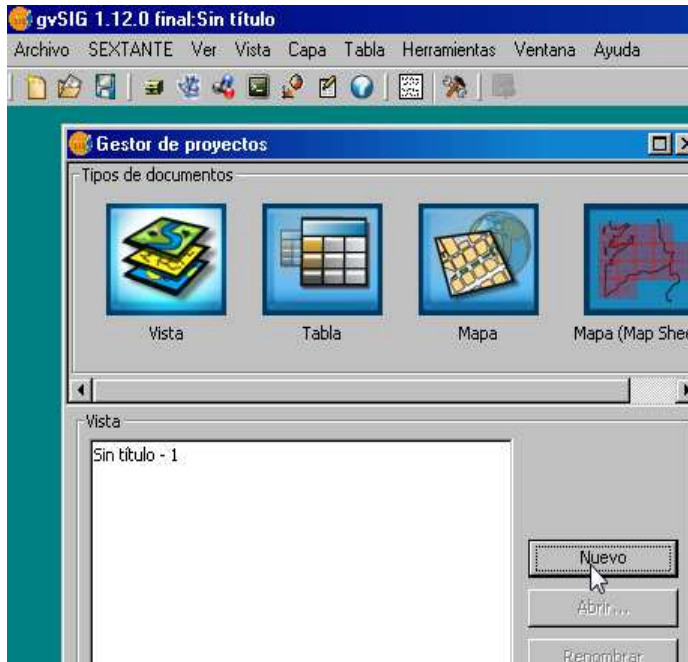 gvSIG 1.12.0 final:Sin título
Archivo SEXTANTE Ver Vista Capa Tabla Herramientas Ventana Ayuda
Gestor de proyectos
Tipos de documentos
Vista Tabla Mapa Mapa (Map Shee
Vista
Sin título - 1
Nuevo
Abrir...
Renombrar